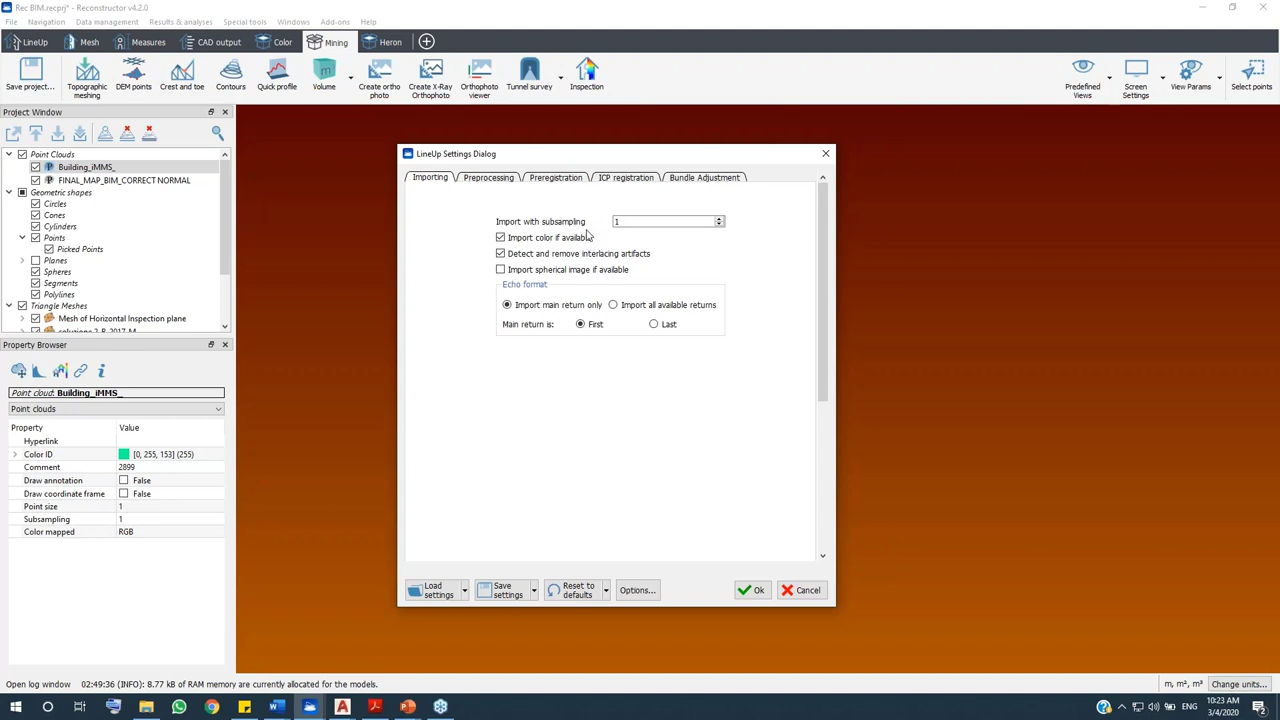 Rec BIM.recprj* - Reconstructor v4.2.0
File Navigation Data management Results & analyses Special tools Windows Add-ons Help
LineUp Mesh Measures CAD output Color Mining Heron
Save project... Topographic meshing DEM points Crest and toe Contours Quick profile Volume Create ortho photo Create X-Ray Orthophoto Orthophoto viewer Tunnel survey Inspection Predefined Views Screen Settings View Params Select points
Project Window
Point Clouds
Building_iMMS_
FINAL_MAP_BIM_CORRECT NORMAL
Geometric shapes
Circles
Cones
Cylinders
Points
Picked Points
Planes
Spheres
Segments
Polylines
Triangle Meshes
Mesh of Horizontal Inspection plane
Property Browser
Point cloud: Building_iMMS_
Point clouds
Property Value
Hyperlink
Color ID [0, 255, 153] (255)
Comment 2899
Draw annotation False
Draw coordinate frame False
Point size 1
Subsampling 1
Color mapped RGB
LineUp Settings Dialog
Importing Preprocessing Preregistration ICP registration Bundle Adjustment
Import with subsampling 1
Import color if available
Detect and remove interlacing artifacts
Import spherical image if available
Echo format
Import main return only Import all available returns
Main return is: First Last
Load settings Save settings Reset to defaults Options... Ok Cancel
Open log window 02:49:36 (INFO): 8.77 kB of RAM memory are currently allocated for the models. m, m², m³ Change units...
ENG 10:23 AM
3/4/2020